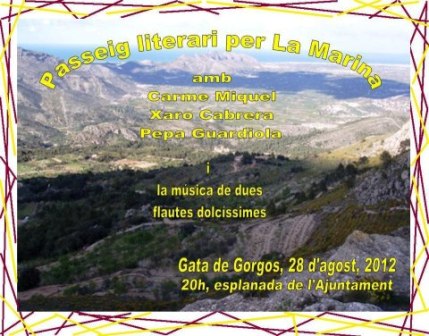 Passeig literari per La Marina
amb
Carme Miquel
Xaro Cabrera
Pepa Guardiola
i
la música de dues
flautes dolcíssimes
Gata de Gorgos, 28 d'agost, 2012
20h, esplanada de l'Ajuntament